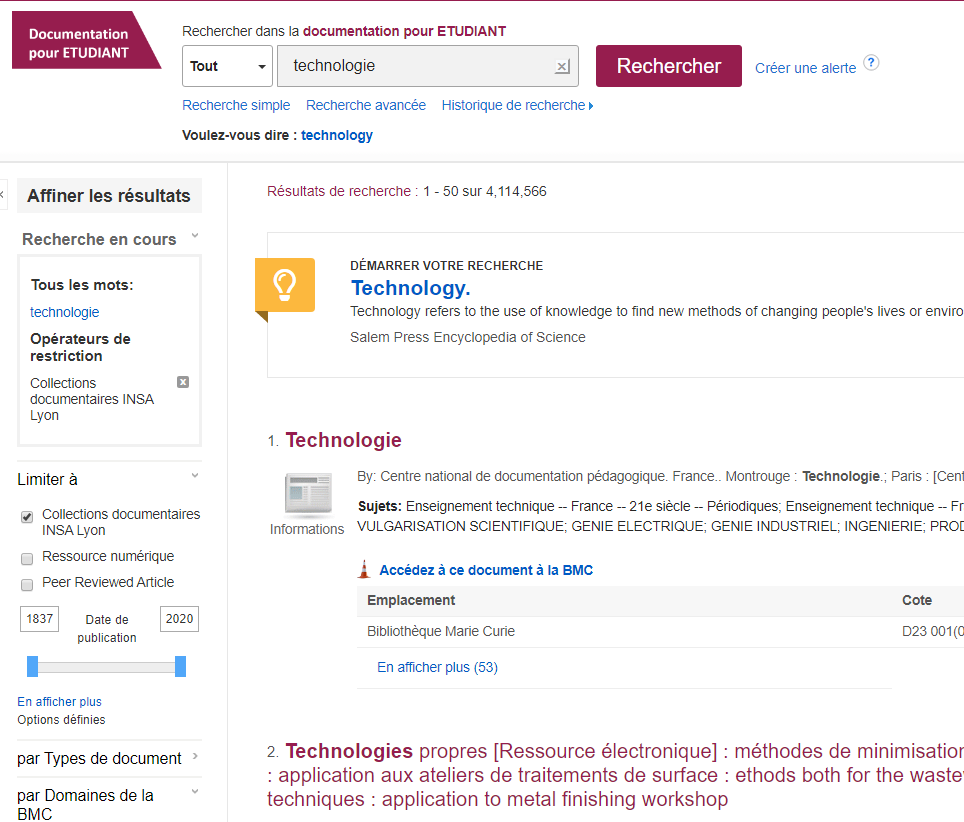 Documentation
pour ETUDIANT
Rechercher dans la documentation pour ETUDIANT
Tout
technologie
Rechercher
Créer une alerte
?
Recherche simple Recherche avancée Historique de recherche
Voulez-vous dire : technology
Affiner les résultats
Recherche en cours
Tous les mots:
technologie
Opérateurs de
restriction
Collections
documentaires INSA
Lyon
Limiter à
Collections documentaires
INSA Lyon
Ressource numérique
Peer Reviewed Article
1837
Date de
publication
2020
En afficher plus
Options définies
par Types de document
par Domaines de la
BMC
Résultats de recherche : 1 - 50 sur 4,114,566
DÉMARRER VOTRE RECHERCHE
Technology.
Technology refers to the use of knowledge to find new methods of changing people's lives or enviro
Salem Press Encyclopedia of Science
1. Technologie
Informations
By: Centre national de documentation pédagogique. France.. Montrouge : Technologie.; Paris : [Cent
Sujets: Enseignement technique -- France -- 21e siècle -- Périodiques; Enseignement technique -- Fr
VULGARISATION SCIENTIFIQUE; GENIE ELECTRIQUE; GENIE INDUSTRIEL; INGENIERIE; PROD
Accédez à ce document à la BMC
Emplacement Cote
Bibliothèque Marie Curie D23 001(0
En afficher plus (53)
2. Technologies propres [Ressource électronique] : méthodes de minimisation
: application aux ateliers de traitements de surface : ethods both for the waste
techniques : application to metal finishing workshop